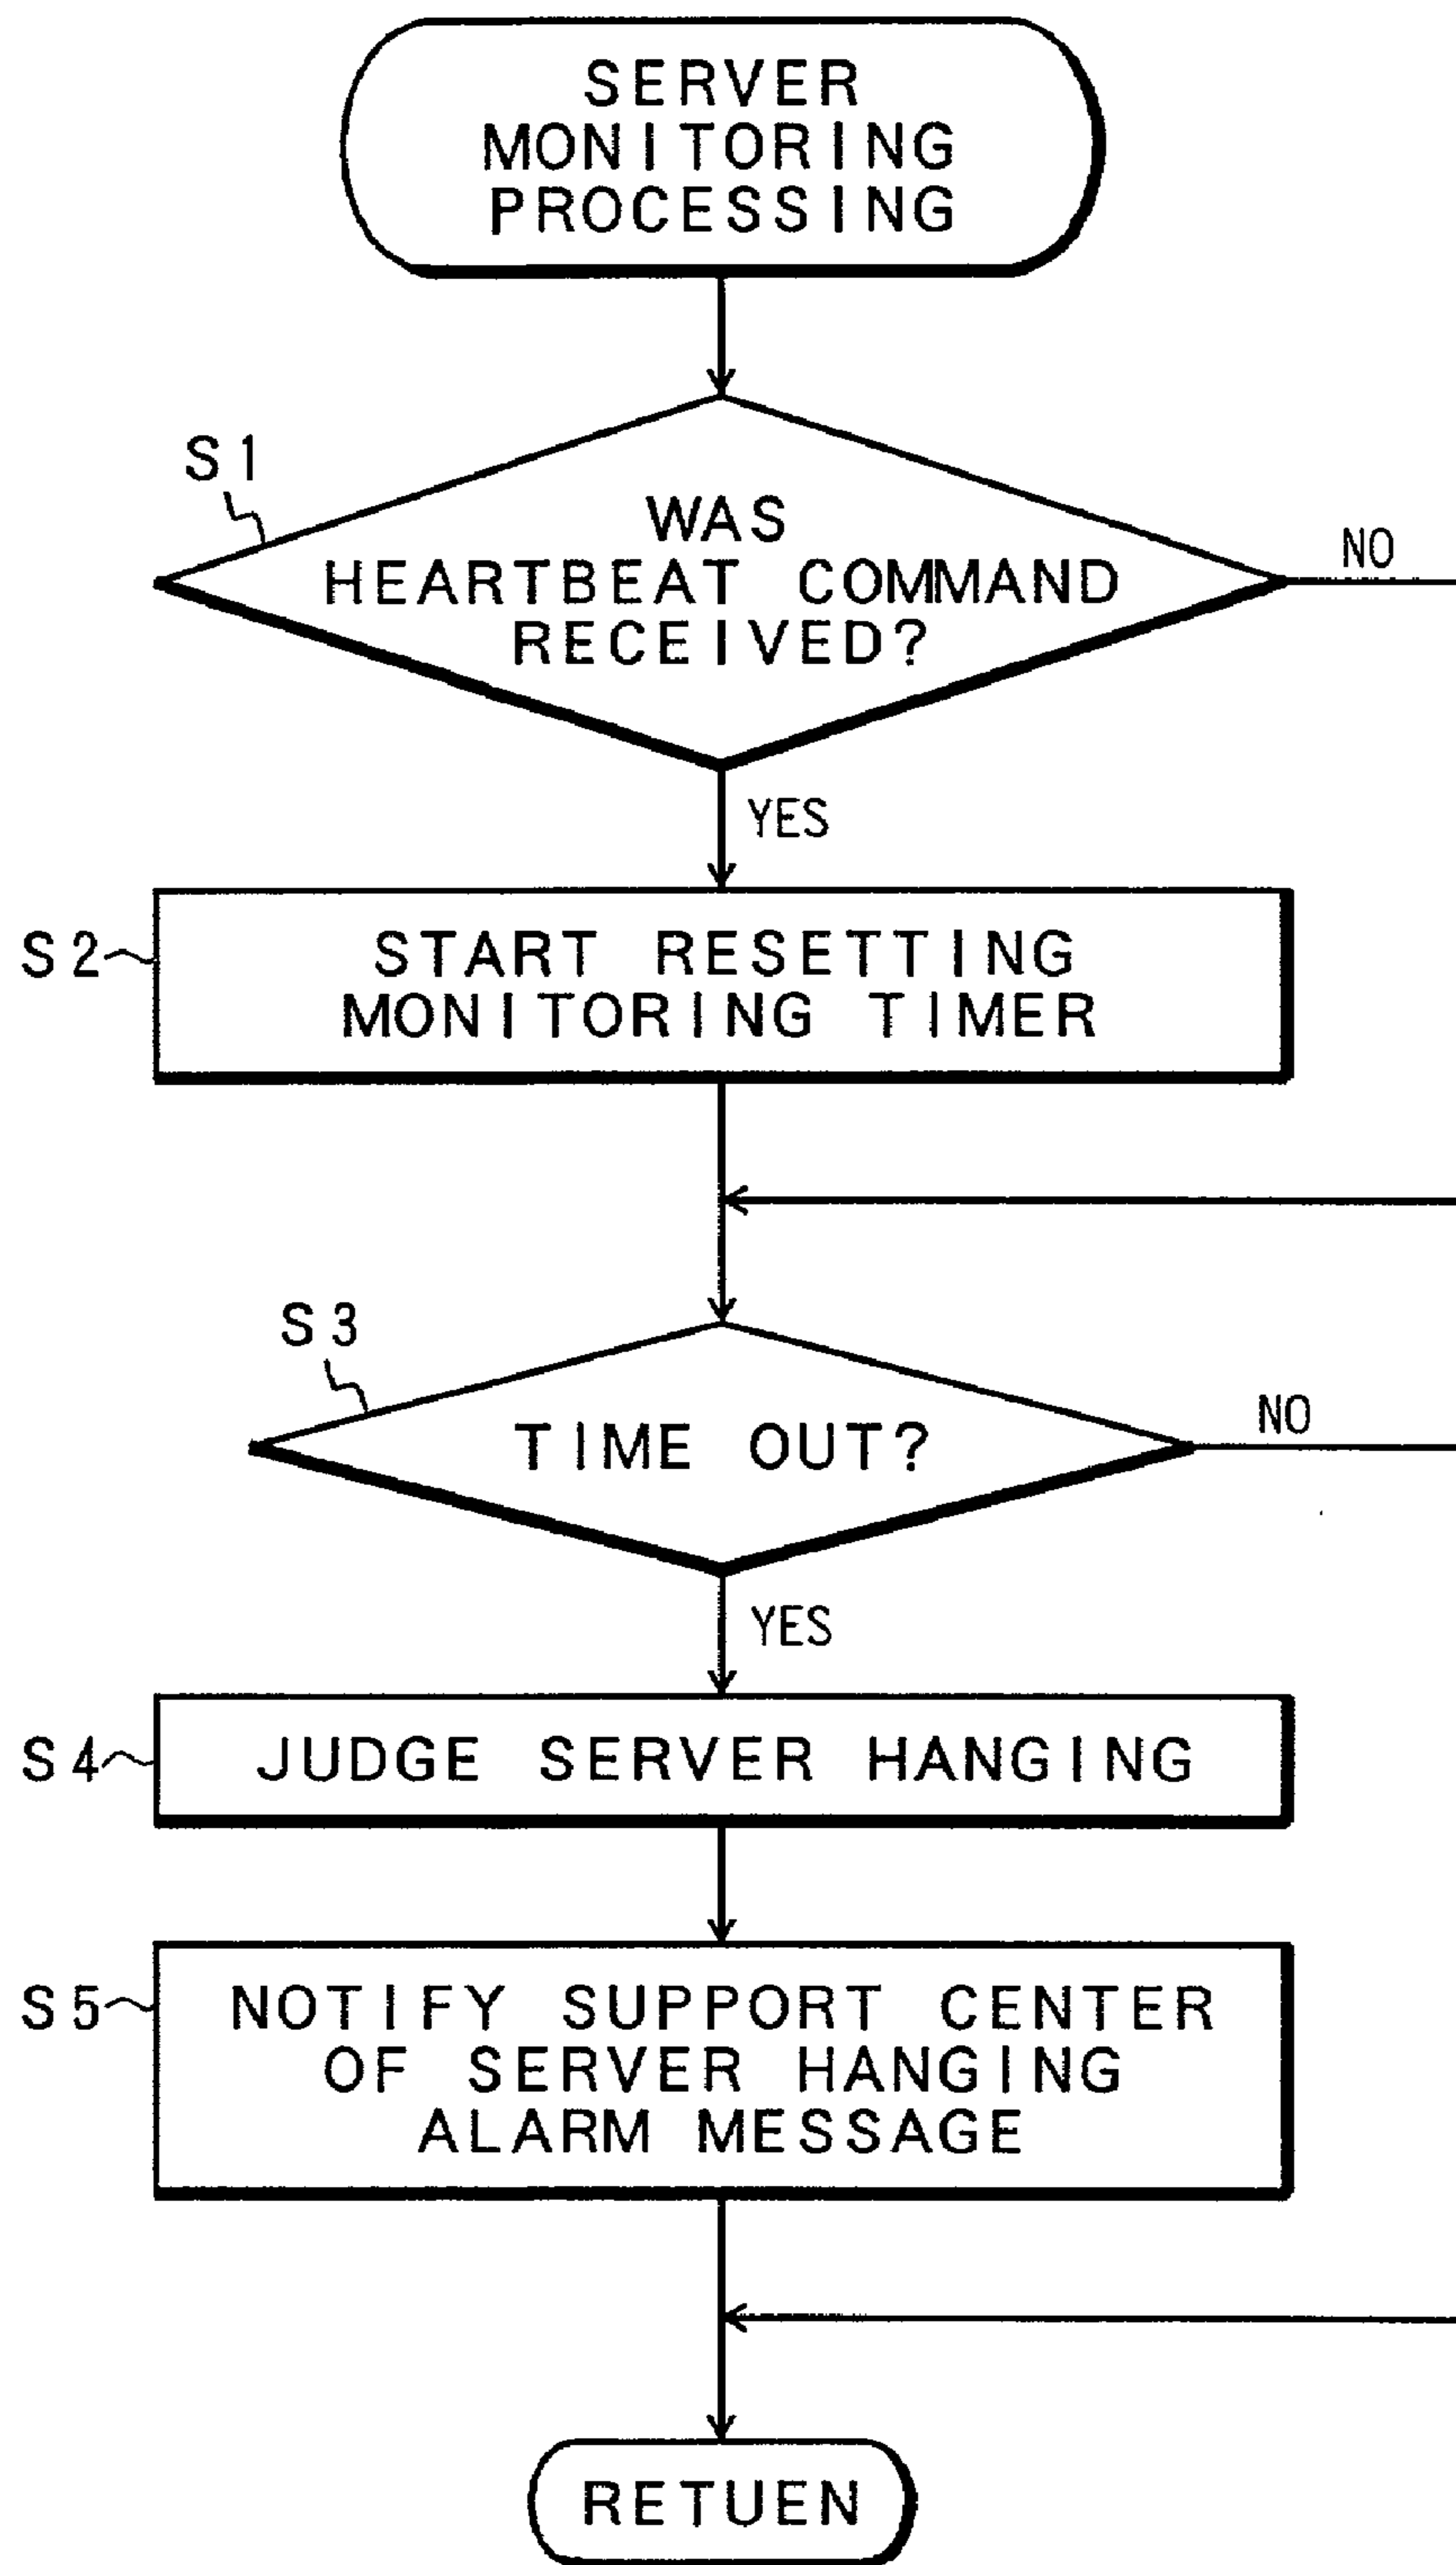 SERVER
MONITORING
PROCESSING
S1
WAS
HEARTBEAT COMMAND
RECEIVED?
NO
YES
S2
START RESETTING
MONITORING TIMER
S3
TIME OUT?
NO
YES
S4
JUDGE SERVER HANGING
S5
NOTIFY SUPPORT CENTER
OF SERVER HANGING
ALARM MESSAGE
RETUEN